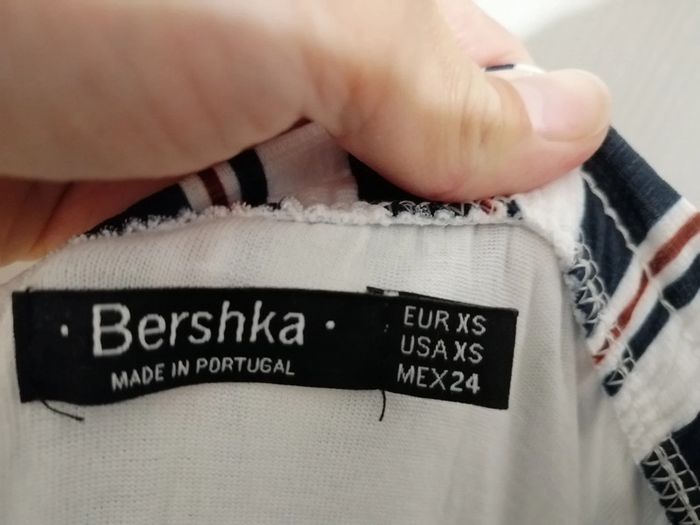 · Bershka ·
MADE IN PORTUGAL
EUR XS
USA XS
MEX 24